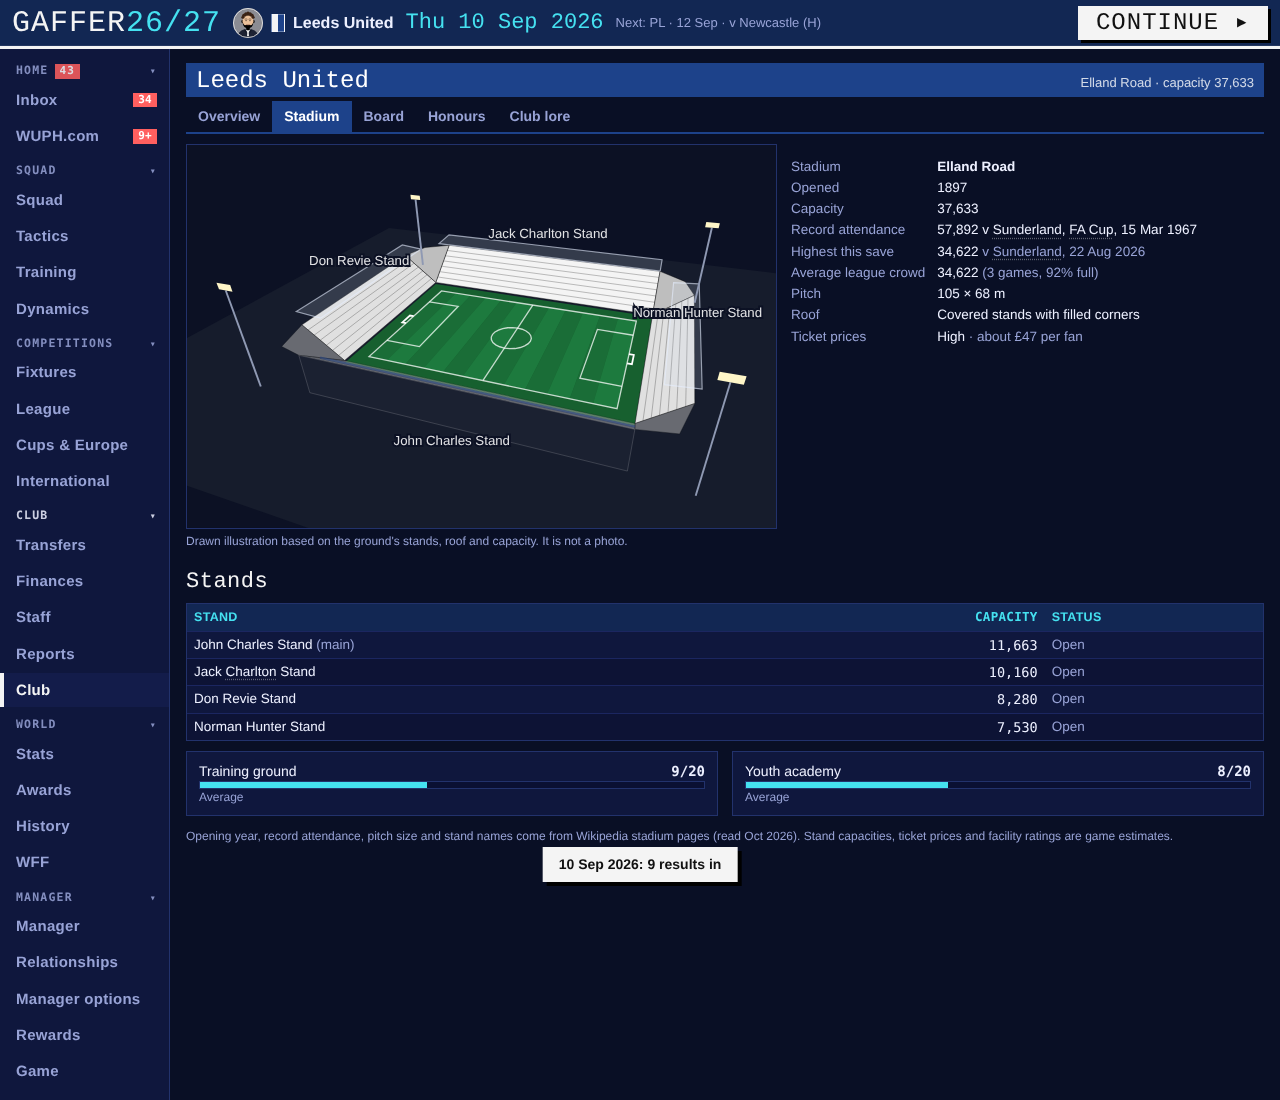 GAFFER26/27 Leeds United Thu 10 Sep 2026 Next: PL · 12 Sep · v Newcastle (H) CONTINUE ►
HOME 43 ▾
Inbox 34
WUPH.com 9+
SQUAD ▾
Squad
Tactics
Training
Dynamics
COMPETITIONS ▾
Fixtures
League
Cups & Europe
International
CLUB ▾
Transfers
Finances
Staff
Reports
Club
WORLD ▾
Stats
Awards
History
WFF
MANAGER ▾
Manager
Relationships
Manager options
Rewards
Game
Leeds United Elland Road · capacity 37,633
Overview Stadium Board Honours Club lore
Jack Charlton Stand
Don Revie Stand
Norman Hunter Stand
John Charles Stand
Stadium Elland Road
Opened 1897
Capacity 37,633
Record attendance 57,892 v Sunderland, FA Cup, 15 Mar 1967
Highest this save 34,622 v Sunderland, 22 Aug 2026
Average league crowd 34,622 (3 games, 92% full)
Pitch 105 × 68 m
Roof Covered stands with filled corners
Ticket prices High · about £47 per fan
Drawn illustration based on the ground's stands, roof and capacity. It is not a photo.
Stands
STAND CAPACITY STATUS
John Charles Stand (main) 11,663 Open
Jack Charlton Stand 10,160 Open
Don Revie Stand 8,280 Open
Norman Hunter Stand 7,530 Open
Training ground 9/20
Average
Youth academy 8/20
Average
Opening year, record attendance, pitch size and stand names come from Wikipedia stadium pages (read Oct 2026). Stand capacities, ticket prices and facility ratings are game estimates.
10 Sep 2026: 9 results in